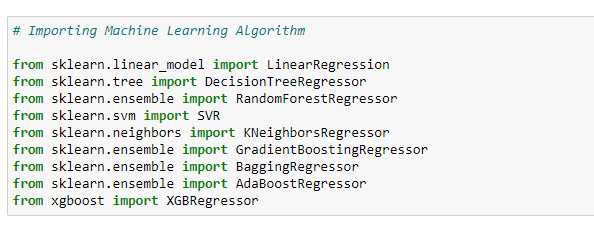 # Importing Machine Learning Algorithm
from sklearn.linear_model import LinearRegression
from sklearn.tree import DecisionTreeRegressor
from sklearn.ensemble import RandomForestRegressor
from sklearn.svm import SVR
from sklearn.neighbors import KNeighborsRegressor
from sklearn.ensemble import GradientBoostingRegressor
from sklearn.ensemble import BaggingRegressor
from sklearn.ensemble import AdaBoostRegressor
from xgboost import XGBRegressor